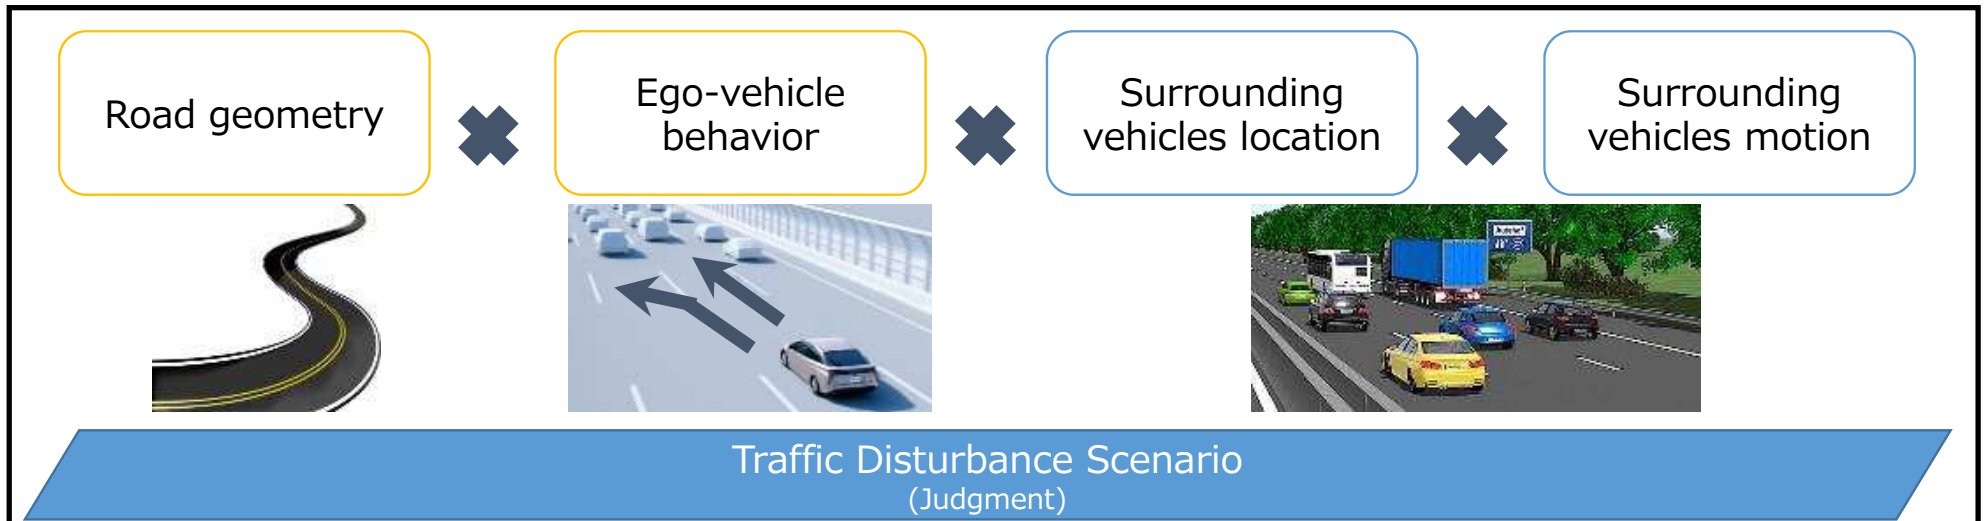 Road geometry
Ego-vehicle
behavior
Surrounding
vehicles location
Surrounding
vehicles motion
Traffic Disturbance Scenario
(Judgment)